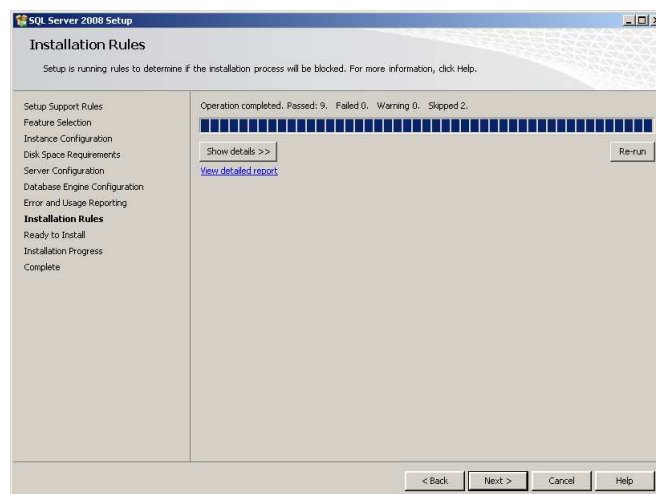 SQL Server 2008 Setup
Installation Rules
Setup is running rules to determine if the installation process will be blocked. For more information, click Help.
Setup Support Rules
Feature Selection
Instance Configuration
Disk Space Requirements
Server Configuration
Database Engine Configuration
Error and Usage Reporting
Installation Rules
Ready to Install
Installation Progress
Complete
Operation completed. Passed: 9. Failed 0. Warning 0. Skipped 2.
Show details >>
Re-run
View detailed report
< Back
Next >
Cancel
Help